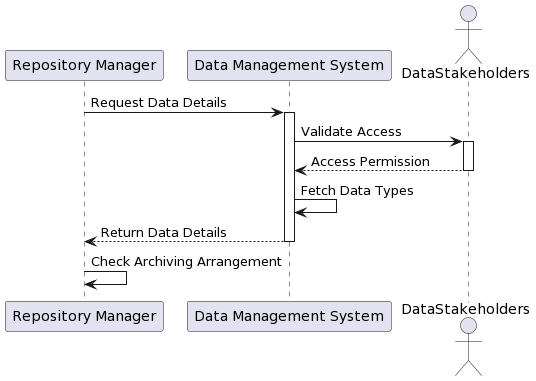 DataStakeholders
Repository Manager
Data Management System
Request Data Details
Validate Access
Access Permission
Fetch Data Types
Return Data Details
Check Archiving Arrangement
Repository Manager
Data Management System
DataStakeholders